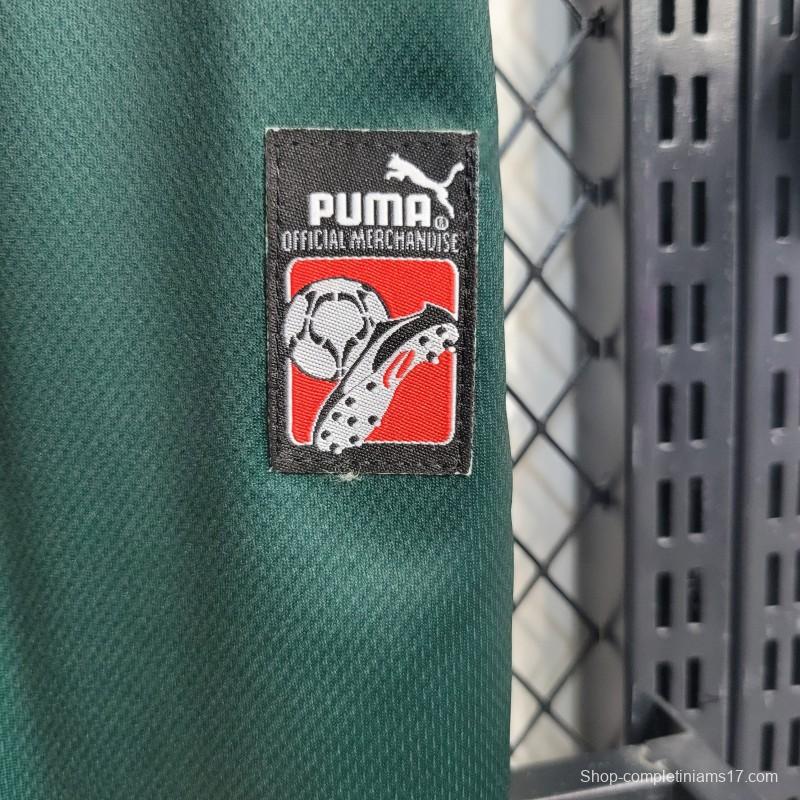 PUMA®
OFFICIAL MERCHANDISE
Shop-completiniams17.com